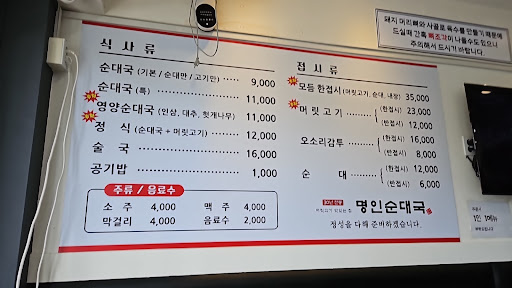 식사류
순대국 (기본 / 순대만 / 고기만) ······ 9,000
순대국 (특) ······ 11,000
영양순대국 (인삼, 대추, 헛개나무) ······ 11,000
정 식 (순대국 + 머릿고기) ······ 12,000
술 국 ······ 16,000
공기밥 ······ 1,000
주류 / 음료수
소 주 4,000 맥 주 4,000
막걸리 4,000 음료수 2,000
접시류
모듬 한접시 (머릿고기, 순대, 내장) 35,000
머릿고기 (한접시) ······ 23,000
(반접시) ······ 12,000
오소리감투 (한접시) ······ 16,000
(반접시) ······ 8,000
순 대 (한접시) ······ 12,000
(반접시) ······ 6,000
명인순대국
정성을 다해 준비하겠습니다.
돼지 머리뼈와 사골로 육수를 만들기 때문에
드실때 간혹 뼈조각이 나올수도 있으니
주의해서 드시기 바랍니다.
1인 1메뉴